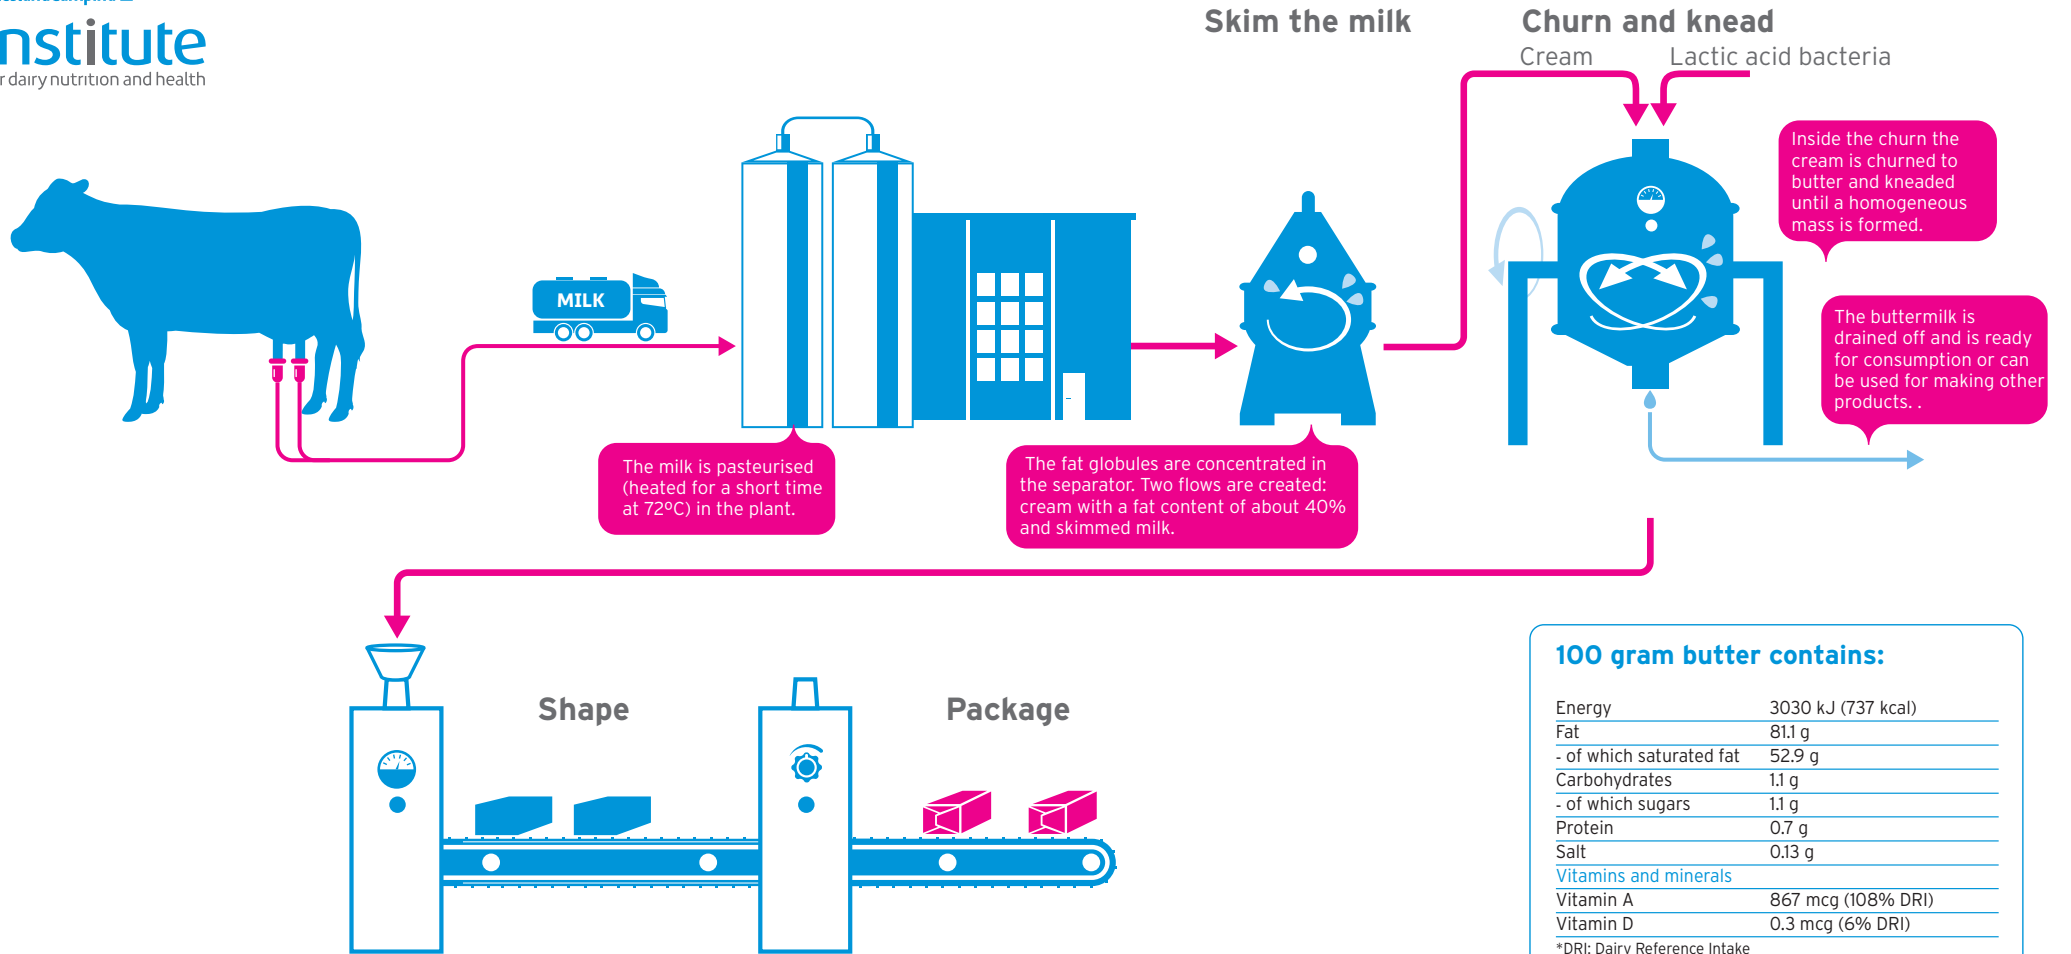 nstitute
dairy nutrition and health
Skim the milk
Churn and knead
Cream
Lactic acid bacteria
Inside the churn the
cream is churned to
butter and kneaded
until a homogeneous
mass is formed.
MILK
The buttermilk is
drained off and is ready
for consumption or can
be used for making other
products. .
The milk is pasteurised
(heated for a short time
at 72ºC) in the plant.
The fat globules are concentrated in
the separator. Two flows are created:
cream with a fat content of about 40%
and skimmed milk.
Shape
Package
100 gram butter contains:
Energy 3030 kJ (737 kcal)
Fat 81.1 g
- of which saturated fat 52.9 g
Carbohydrates 1.1 g
- of which sugars 1.1 g
Protein 0.7 g
Salt 0.13 g
Vitamins and minerals
Vitamin A 867 mcg (108% DRI)
Vitamin D 0.3 mcg (6% DRI)
*DRI: Dairy Reference Intake